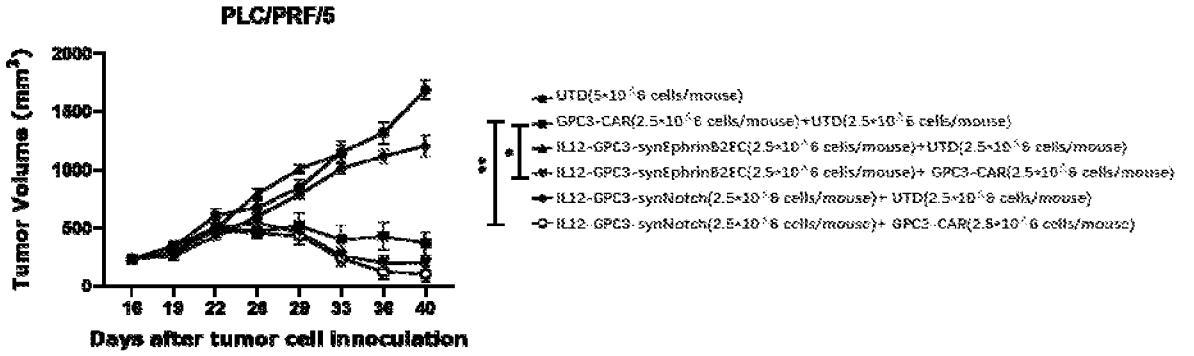 PLC/PRF/5
Tumor Volume (mm³)
2000
1500
1000
500
0
16 19 22 26 29 33 36 40
Days after tumor cell innoculation
UTD(5*10^6 cells/mouse)
GPC3-CAR(2.5*10^6 cells/mouse)+UTD(2.5*10^6 cells/mouse)
iL12-GPC3-synEphrinB2EC(2.5*10^6 cells/mouse)+UTD(2.5*10^6 cells/mouse)
iL12-GPC3-synEphrinB2EC(2.5*10^6 cells/mouse)+ GPC3-CAR(2.5*10^6 cells/mouse)
iL12-GPC3-synNotch(2.5*10^6 cells/mouse)+ UTD(2.5*10^6 cells/mouse)
iL12-GPC3-synNotch(2.5*10^6 cells/mouse)+ GPC3-CAR(2.5*10^6 cells/mouse)
**
*